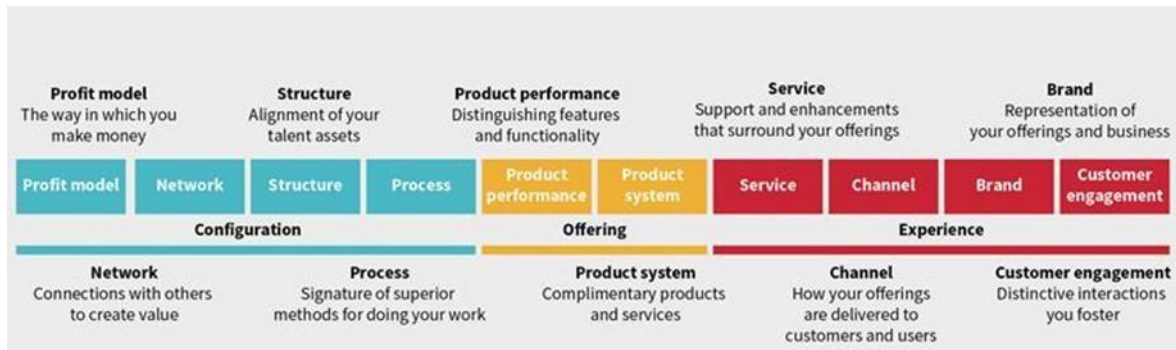 Profit model
The way in which you
make money
Structure
Alignment of your
talent assets
Product performance
Distinguishing features
and functionality
Service
Support and enhancements
that surround your offerings
Brand
Representation of
your offerings and business
Profit model
Network
Structure
Process
Product
performance
Product
system
Service
Channel
Brand
Customer
engagement
Configuration
Offering
Experience
Network
Connections with others
to create value
Process
Signature of superior
methods for doing your work
Product system
Complimentary products
and services
Channel
How your offerings
are delivered to
customers and users
Customer engagement
Distinctive interactions
you foster